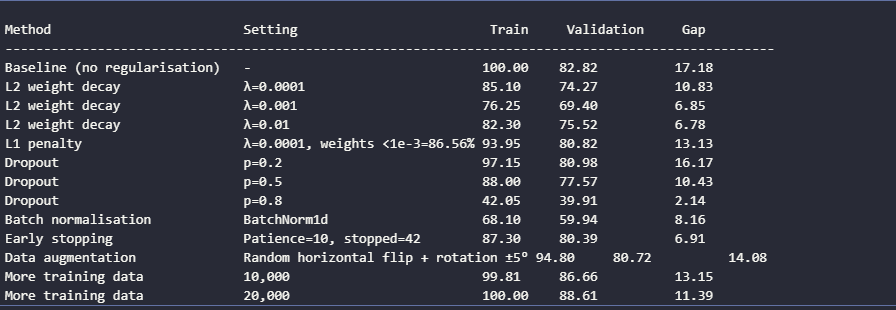 Method Setting Train Validation Gap
----------------------------------------------------------------------------------------------------
Baseline (no regularisation) - 100.00 82.82 17.18
L2 weight decay λ=0.0001 85.10 74.27 10.83
L2 weight decay λ=0.001 76.25 69.40 6.85
L2 weight decay λ=0.01 82.30 75.52 6.78
L1 penalty λ=0.0001, weights <1e-3=86.56% 93.95 80.82 13.13
Dropout p=0.2 97.15 80.98 16.17
Dropout p=0.5 88.00 77.57 10.43
Dropout p=0.8 42.05 39.91 2.14
Batch normalisation BatchNorm1d 68.10 59.94 8.16
Early stopping Patience=10, stopped=42 87.30 80.39 6.91
Data augmentation Random horizontal flip + rotation ±5° 94.80 80.72 14.08
More training data 10,000 99.81 86.66 13.15
More training data 20,000 100.00 88.61 11.39